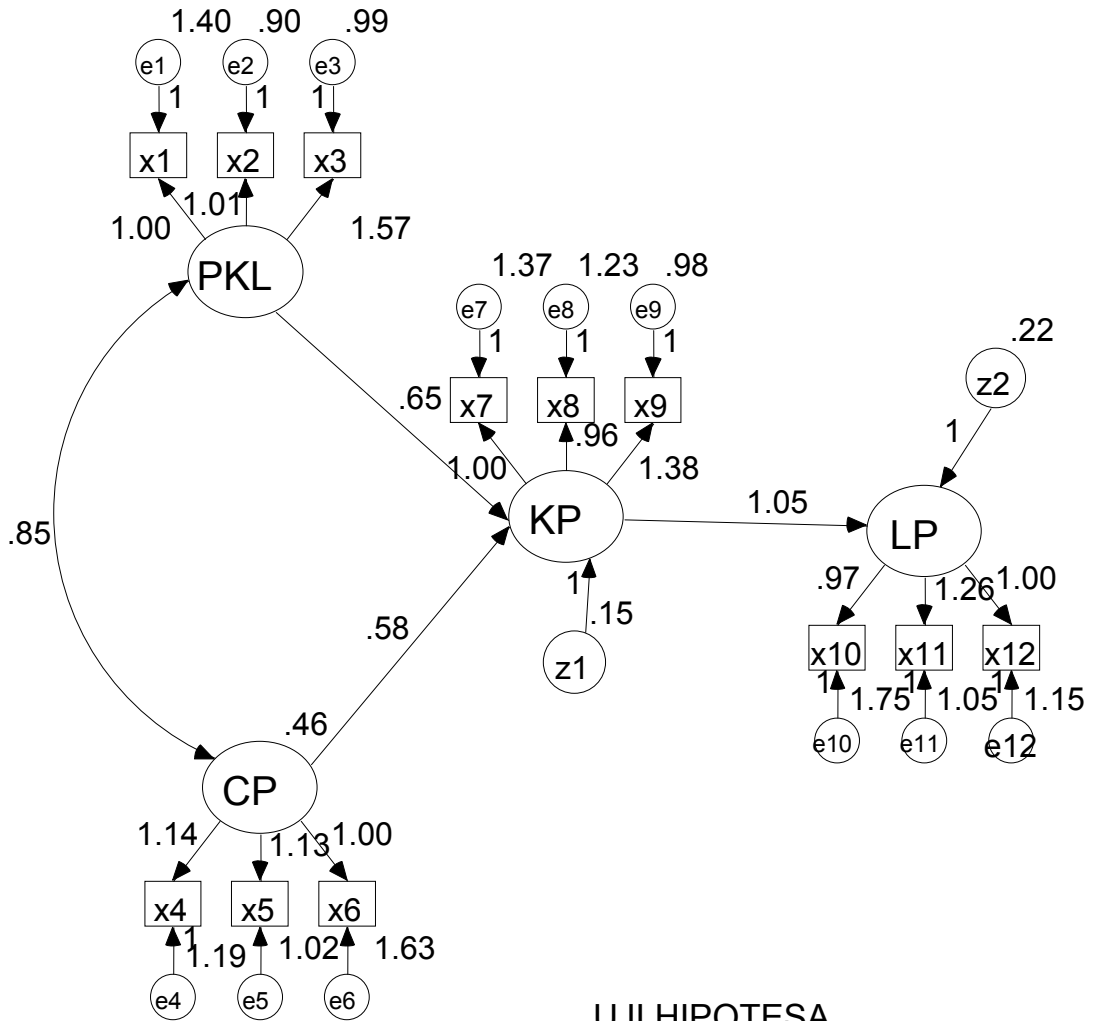 1.40 .90 .99
e1 e2 e3
1 1 1
x1 x2 x3
1.00 1.01 1.57
PKL
1.37 1.23 .98
e7 e8 e9
1 1 1
x7 x8 x9
.65
1.00 .96 1.38
KP
1
.15
z1
.22
z2
1
1.05
LP
.97 1.26 1.00
x10 x11 x12
1 1 1
1.75 1.05 1.15
e10 e11 e12
.85
.58
.46
CP
1.14 1.13 1.00
x4 x5 x6
1
1.19 1.02 1.63
e4 e5 e6
UJI HIPOTESA